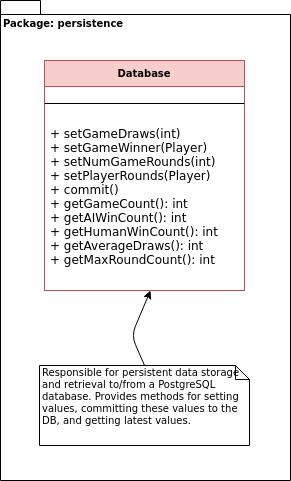 Package: persistence
Database
+ setGameDraws(int)
+ setGameWinner(Player)
+ setNumGameRounds(int)
+ setPlayerRounds(Player)
+ commit()
+ getGameCount(): int
+ getAIWinCount(): int
+ getHumanWinCount(): int
+ getAverageDraws(): int
+ getMaxRoundCount(): int
Responsible for persistent data storage
and retrieval to/from a PostgreSQL
database. Provides methods for setting
values, committing these values to the
DB, and getting latest values.